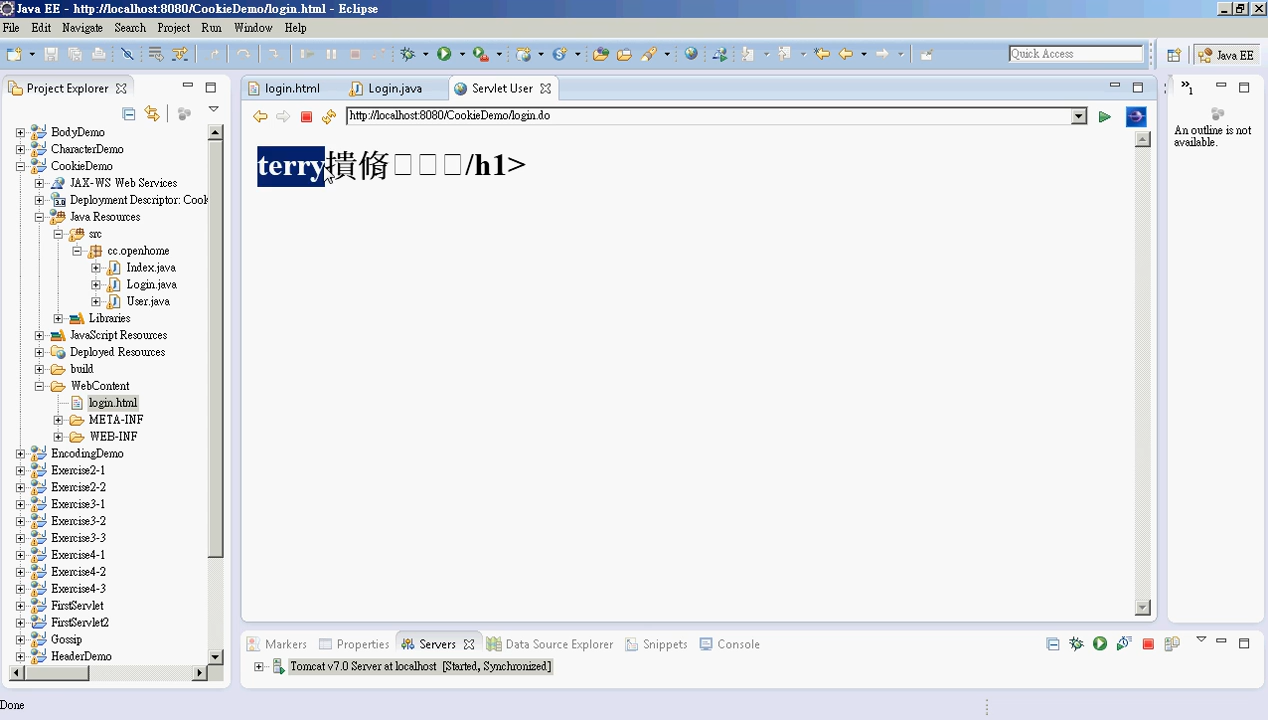 Java EE - http://localhost:8080/CookieDemo/login.html - Eclipse
File Edit Navigate Search Project Run Window Help
Quick Access
Java EE
Project Explorer
login.html
Login.java
Servlet User
http://localhost:8080/CookieDemo/login.do
An outline is not available.
BodyDemo
CharacterDemo
CookieDemo
JAX-WS Web Services
Deployment Descriptor: Cook
Java Resources
src
cc.openhome
Index.java
Login.java
User.java
Libraries
JavaScript Resources
Deployed Resources
build
WebContent
login.html
META-INF
WEB-INF
EncodingDemo
Exercise2-1
Exercise2-2
Exercise3-1
Exercise3-2
Exercise3-3
Exercise4-1
Exercise4-2
Exercise4-3
FirstServlet
FirstServlet2
Gossip
HeaderDemo
terry撌脩□□□/h1>
Markers
Properties
Servers
Data Source Explorer
Snippets
Console
Tomcat v7.0 Server at localhost [Started, Synchronized]
Done